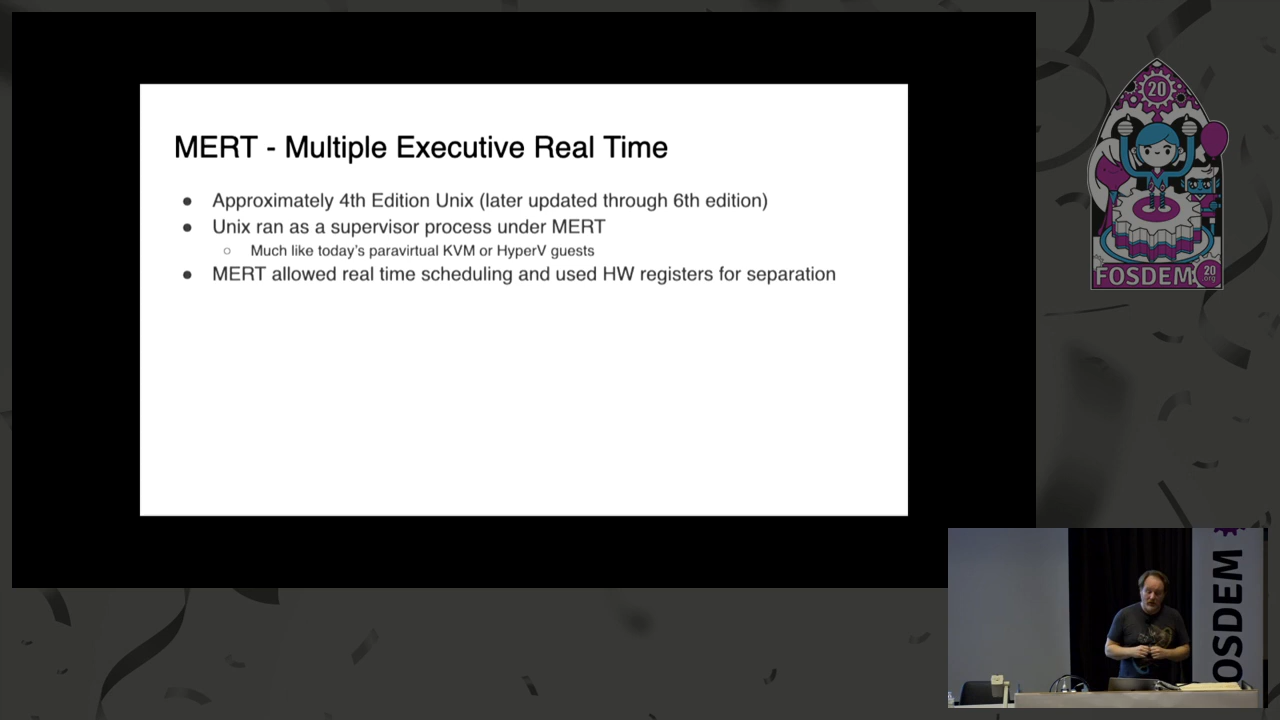 MERT - Multiple Executive Real Time
● Approximately 4th Edition Unix (later updated through 6th edition)
● Unix ran as a supervisor process under MERT
○ Much like today's paravirtual KVM or HyperV guests
● MERT allowed real time scheduling and used HW registers for separation
20
FOSDEM
20
.org
OSDEM